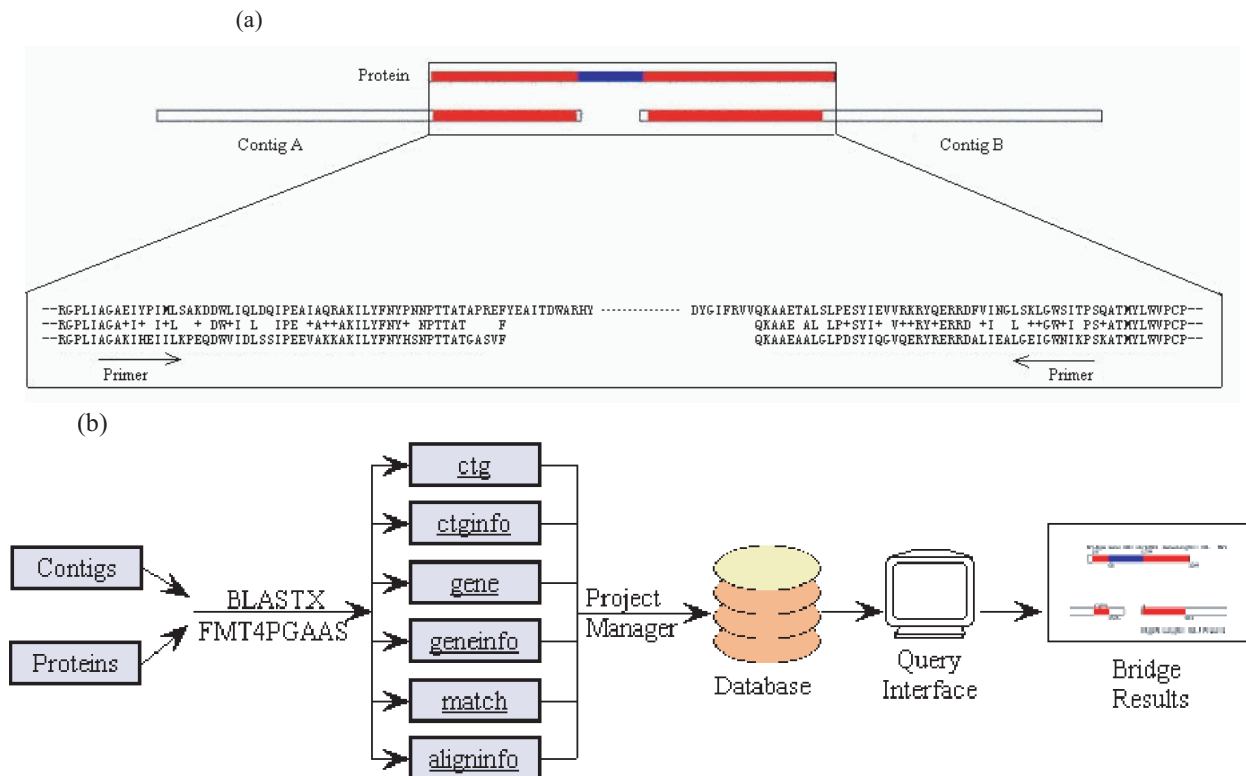 (a)
Protein
Contig A
Contig B
--RGPLIAGAEIYPIMLSAKDDWLIQLDQIPEAIAQRAKILYFNYPNNPTTATAPREFYEAITDWARHY ---------------- DYGIFRVVQKAAETALSLPESYIEVVRKRYQERRDFVINGLSKLGWSITPSQATMYLWVPCP--
--RGPLIAGA+I+ I+L + DW+I L IPE +A++AKILYFNY+ NPTTAT F QKAAE AL LP+SYI+ V++RY+ERRD +I L ++GW+I PS+ATMYLWVPCP--
--RGPLIAGAKIHEIILKPEQDWVIDLSSIPEEVAKKAKILYFNYHSNPTTATGASVF QKAAEAALGLPDSYIQGVQERYRERRDALIEALGEIGWNIKPSKATMYLWVPCP--
Primer
Primer
(b)
ctg
ctginfo
Contigs
gene
BLASTX
FMT4PGAAS
Proteins
geneinfo
match
aligninfo
Project
Manager
Database
Query
Interface
Bridge
Results